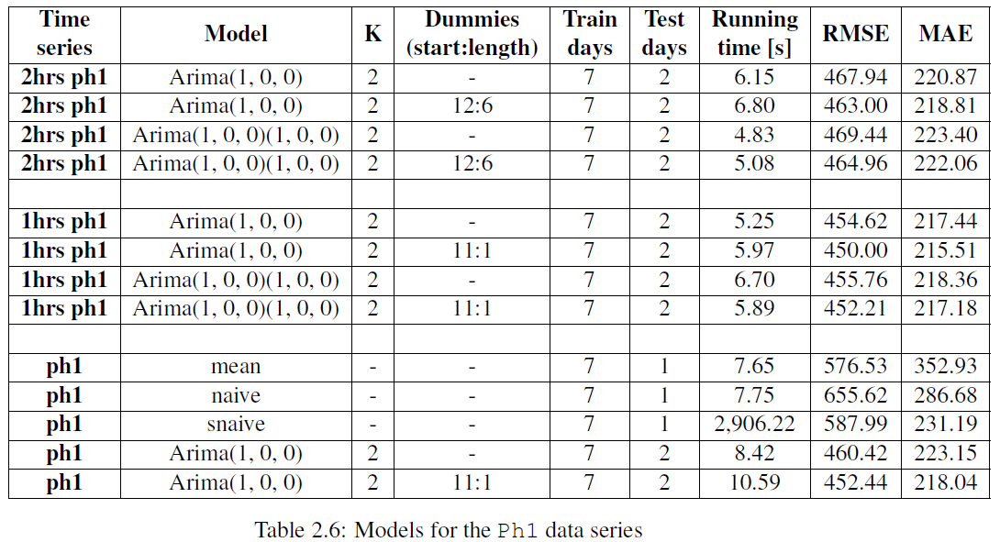 Time series Model K Dummies (start:length) Train days Test days Running time [s] RMSE MAE
2hrs ph1 Arima(1, 0, 0) 2 - 7 2 6.15 467.94 220.87
2hrs ph1 Arima(1, 0, 0) 2 12:6 7 2 6.80 463.00 218.81
2hrs ph1 Arima(1, 0, 0)(1, 0, 0) 2 - 7 2 4.83 469.44 223.40
2hrs ph1 Arima(1, 0, 0)(1, 0, 0) 2 12:6 7 2 5.08 464.96 222.06
1hrs ph1 Arima(1, 0, 0) 2 - 7 2 5.25 454.62 217.44
1hrs ph1 Arima(1, 0, 0) 2 11:1 7 2 5.97 450.00 215.51
1hrs ph1 Arima(1, 0, 0)(1, 0, 0) 2 - 7 2 6.70 455.76 218.36
1hrs ph1 Arima(1, 0, 0)(1, 0, 0) 2 11:1 7 2 5.89 452.21 217.18
ph1 mean - - 7 1 7.65 576.53 352.93
ph1 naive - - 7 1 7.75 655.62 286.68
ph1 snaive - - 7 1 2,906.22 587.99 231.19
ph1 Arima(1, 0, 0) 2 - 7 2 8.42 460.42 223.15
ph1 Arima(1, 0, 0) 2 11:1 7 2 10.59 452.44 218.04
Table 2.6: Models for the Ph1 data series